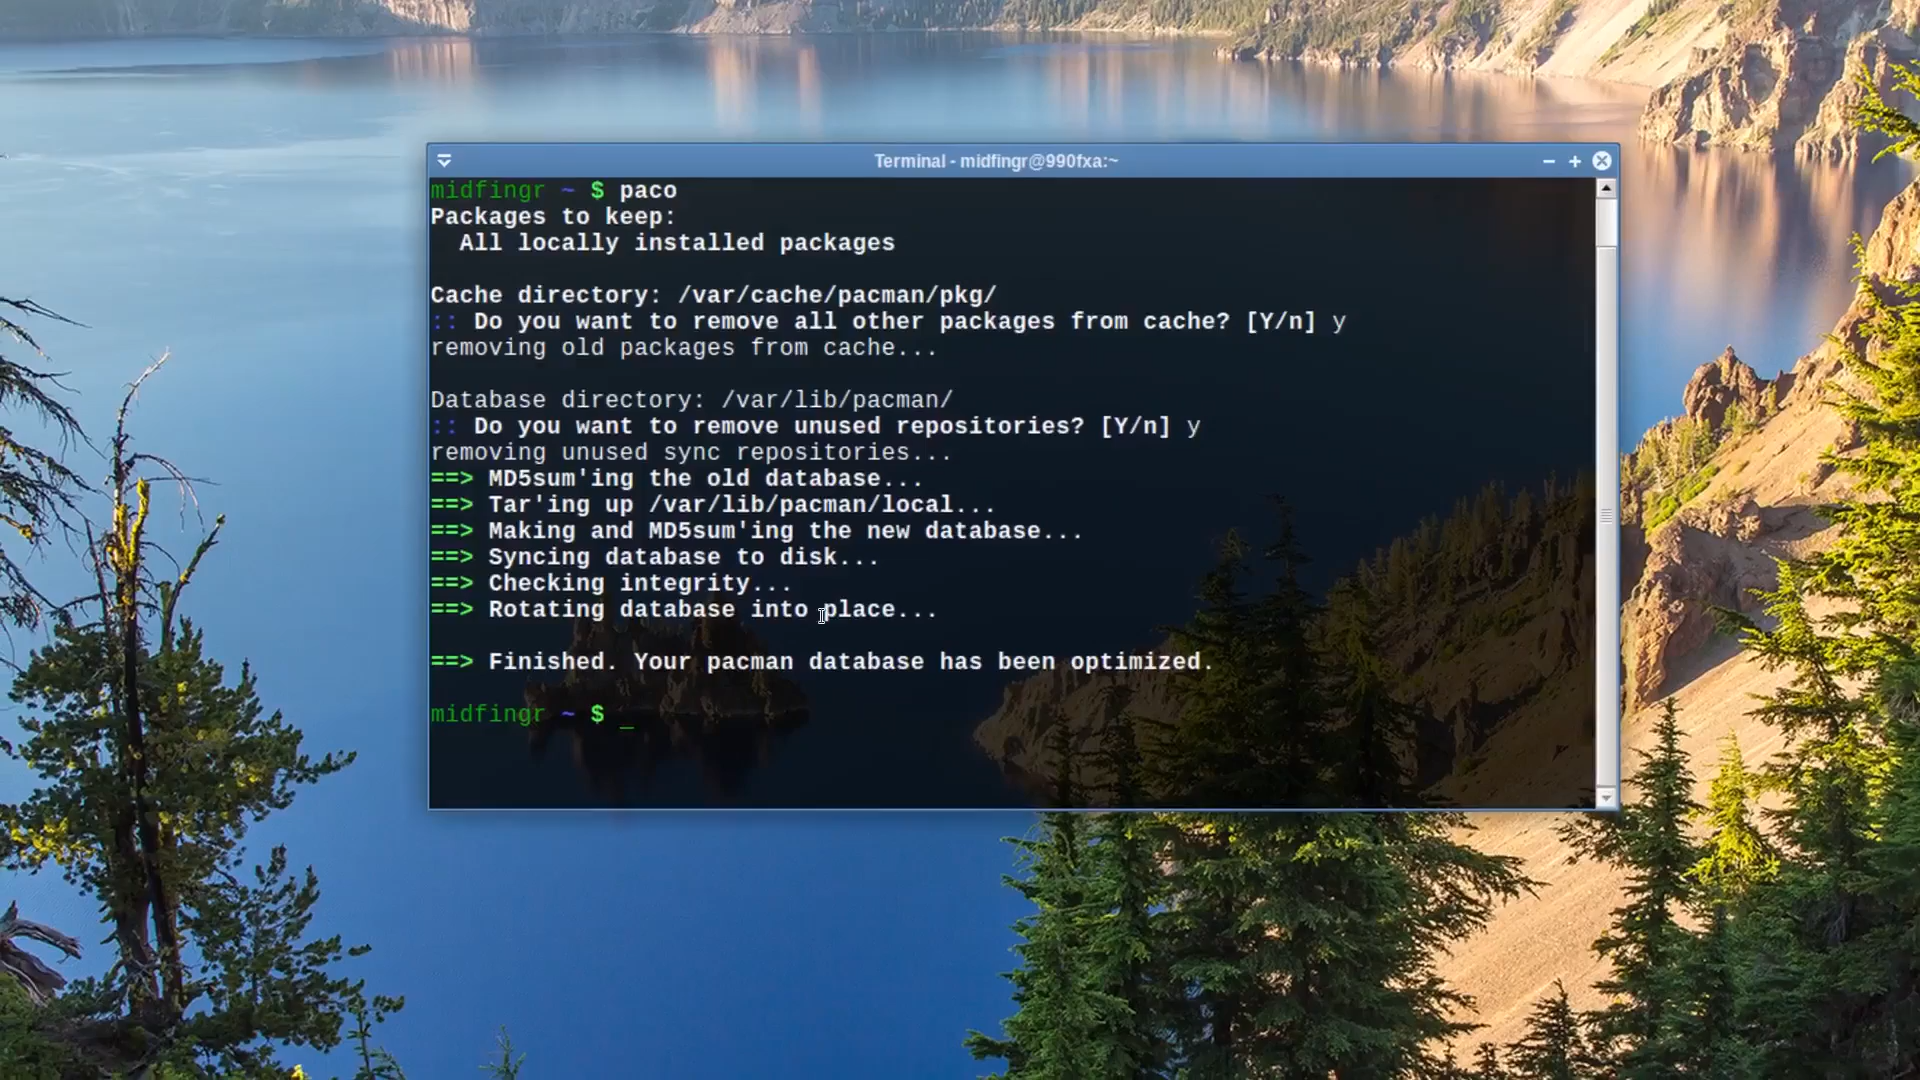 Terminal - midfingr@990fxa:~
midfingr ~ $ paco
Packages to keep:
  All locally installed packages

Cache directory: /var/cache/pacman/pkg/
:: Do you want to remove all other packages from cache? [Y/n] y
removing old packages from cache...

Database directory: /var/lib/pacman/
:: Do you want to remove unused repositories? [Y/n] y
removing unused sync repositories...
==> MD5sum'ing the old database...
==> Tar'ing up /var/lib/pacman/local...
==> Making and MD5sum'ing the new database...
==> Syncing database to disk...
==> Checking integrity...
==> Rotating database into place...

==> Finished. Your pacman database has been optimized.

midfingr ~ $ _